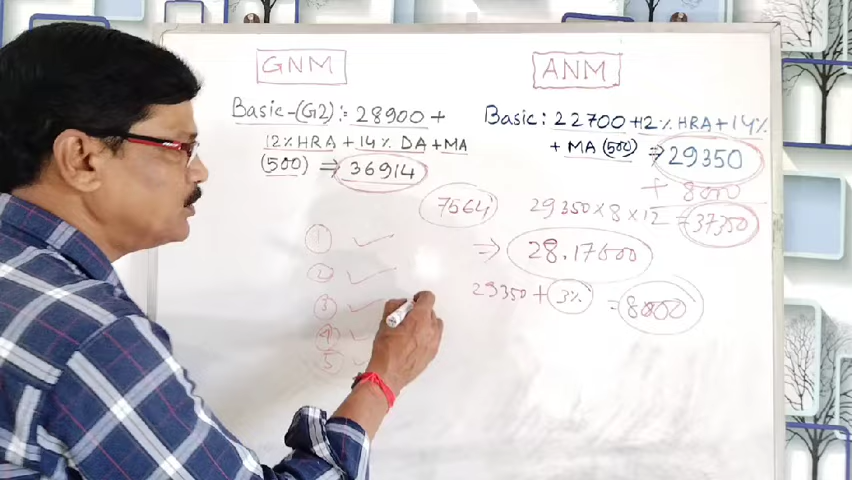 GNM
Basic-(G2):- 28900 +
12% HRA + 14% DA + MA
(500) ⇒ 36914
ANM
Basic: 22700 +12% HRA + 14%
+ MA (500) ⇒ 29350
+ 8000
= 37350
7564
29350 × 8 × 12
⇒ 28.17600
29350 + 3% = 8000
1 ✓
2 ✓
3 ✓
4 ✓
5 ✓